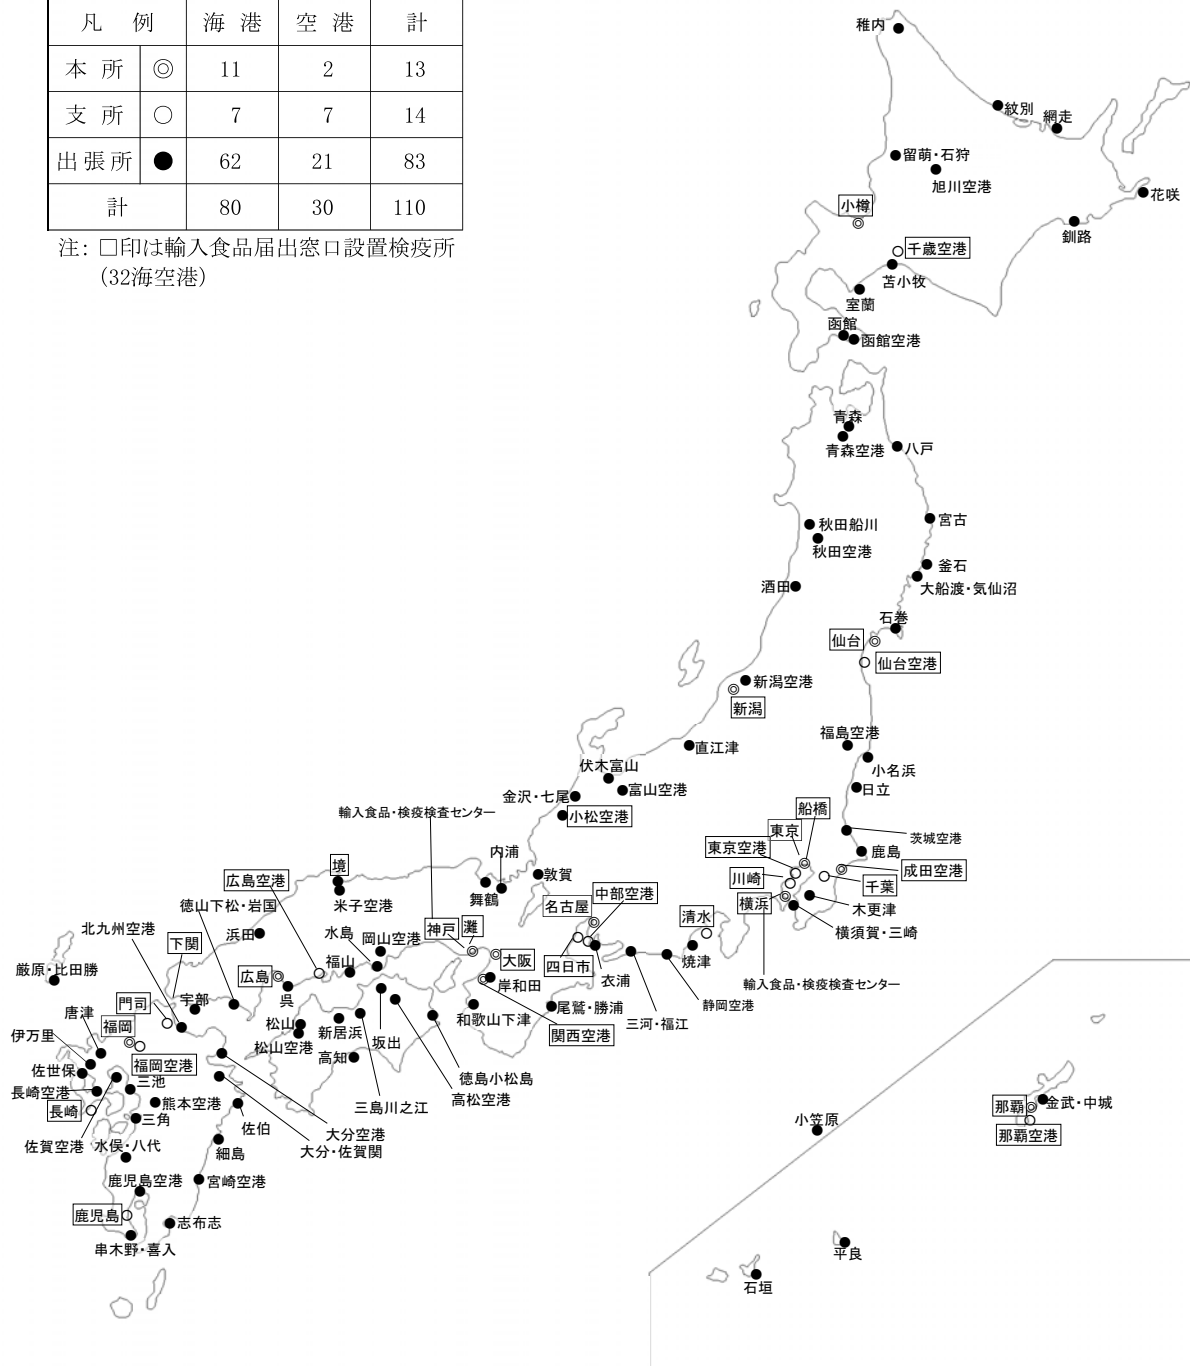 凡 例 海 港 空 港 計
本 所 ◎ 11 2 13
支 所 ○ 7 7 14
出張所 ● 62 21 83
計 80 30 110
注: □印は輸入食品届出窓口設置検疫所
(32海空港)
稚内
紋別
網走
留萌・石狩
旭川空港
花咲
小樽
釧路
千歳空港
苫小牧
室蘭
函館
函館空港
青森
青森空港
八戸
秋田船川
宮古
秋田空港
釜石
酒田
大船渡・気仙沼
石巻
仙台
仙台空港
新潟空港
新潟
福島空港
直江津
小名浜
伏木富山
富山空港
日立
金沢・七尾
小松空港
船橋
輸入食品・検疫検査センター
東京
茨城空港
東京空港
鹿島
内浦
境
敦賀
成田空港
広島空港
川崎
千葉
舞鶴
中部空港
米子空港
横浜
木更津
徳山下松・岩国
名古屋
清水
北九州空港
浜田
水島
岡山空港
神戸
灘
横須賀・三崎
下関
大阪
四日市
焼津
厳原・比田勝
広島
福山
岸和田
衣浦
輸入食品・検疫検査センター
門司
宇部
呉
静岡空港
唐津
福岡
松山
新居浜
和歌山下津
尾鷲・勝浦
三河・福江
伊万里
松山空港
坂出
関西空港
佐世保
福岡空港
高知
長崎空港
三池
徳島小松島
長崎
熊本空港
三島川之江
高松空港
三角
佐伯
大分空港
佐賀空港
水俣・八代
細島
大分・佐賀関
鹿児島空港
宮崎空港
鹿児島
志布志
串木野・喜入
那覇
金武・中城
小笠原
那覇空港
平良
石垣